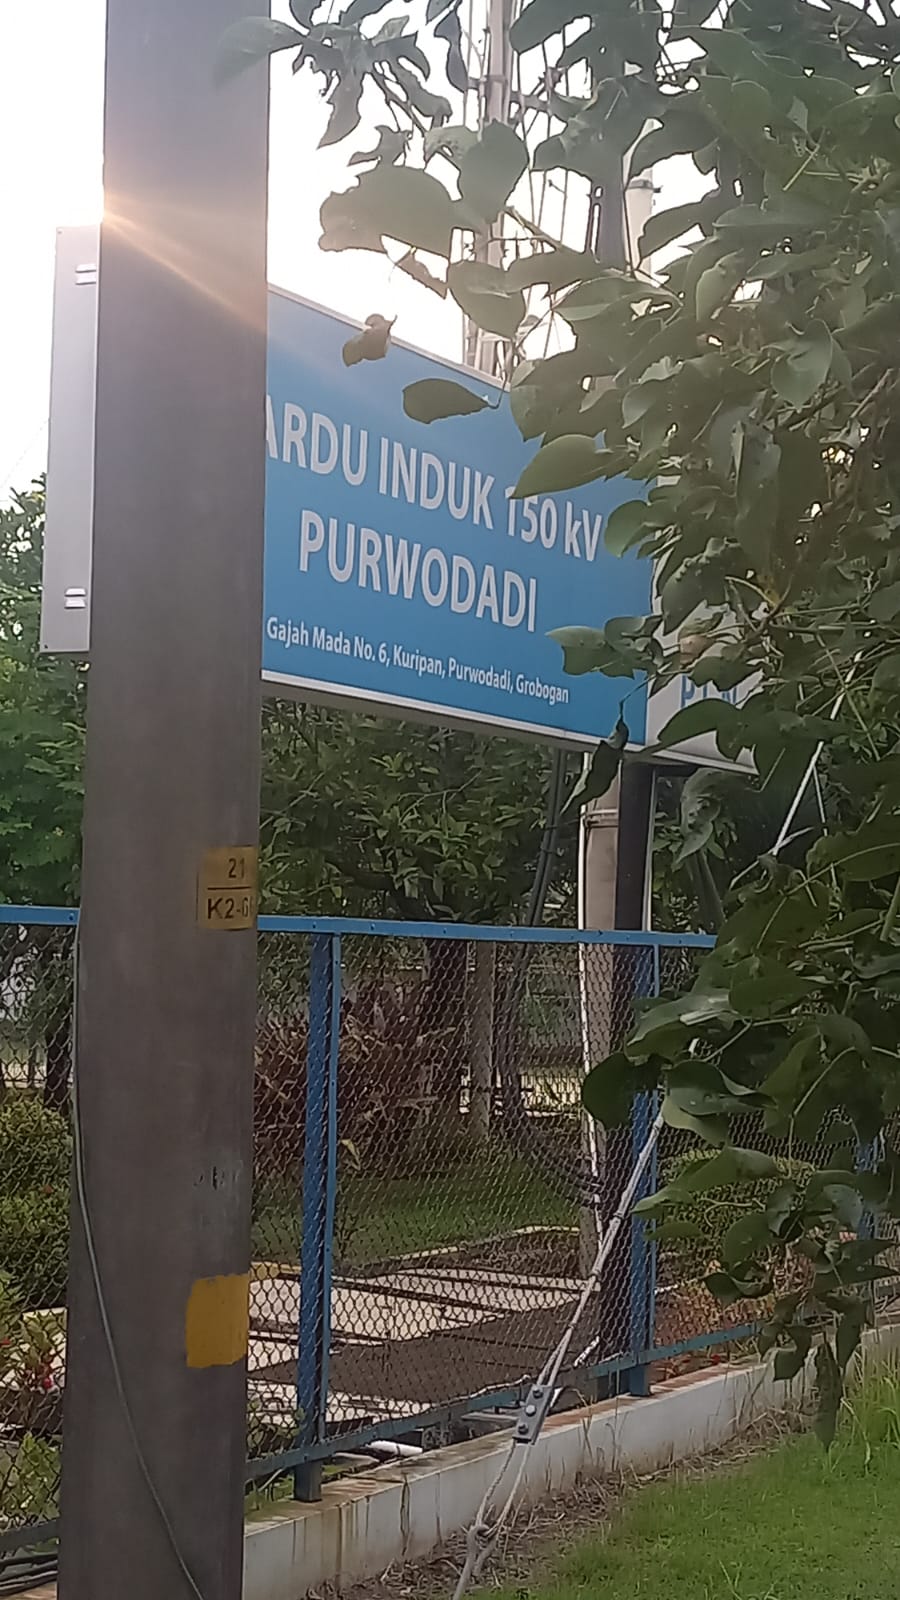 ARDU INDUK 150 kV
PURWODADI
Gajah Mada No. 6, Kuripan, Purwodadi, Grobogan
21
K2-6